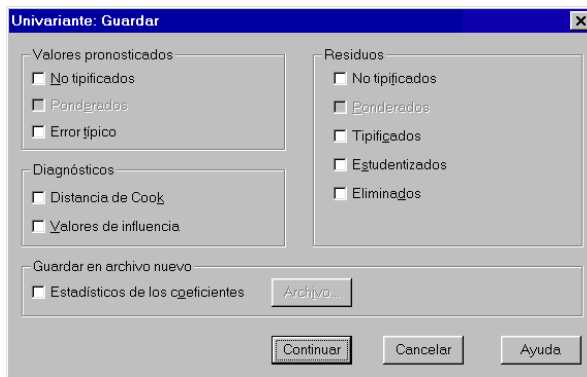 Univariante: Guardar
Valores pronosticados
No tipificados
Ponderados
Error típico
Diagnósticos
Distancia de Cook
Valores de influencia
Residuos
No tipificados
Ponderados
Tipificados
Estudentizados
Eliminados
Guardar en archivo nuevo
Estadísticos de los coeficientes
Archivo...
Continuar
Cancelar
Ayuda